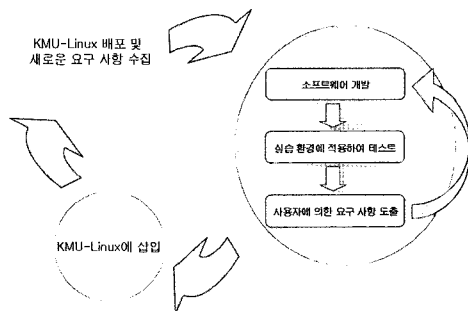 KMU-Linux 배포 및
새로운 요구 사항 수집
소프트웨어 개발
실습 환경에 적용하여 테스트
사용자에 의한 요구 사항 도출
KMU-Linux에 삽입